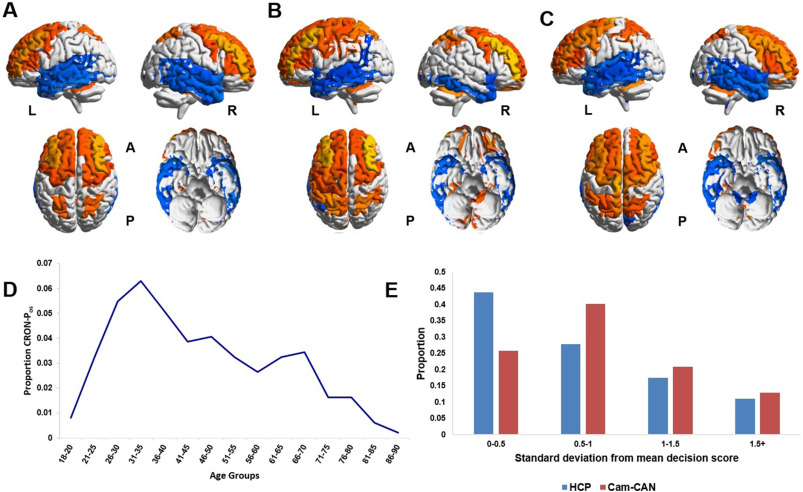 A
B
C
L
R
L
R
L
R
A
P
A
P
A
P
D
Proportion CRON-Pos
0.07
0.06
0.05
0.04
0.03
0.02
0.01
0
18-20
21-25
26-30
31-35
36-40
41-45
46-50
51-55
56-60
61-65
66-70
71-75
76-80
81-85
86-90
Age Groups
E
Proportion
0.5
0.45
0.4
0.35
0.3
0.25
0.2
0.15
0.1
0.05
0
0-0.5
0.5-1
1-1.5
1.5+
Standard deviation from mean decision score
HCP
Cam-CAN